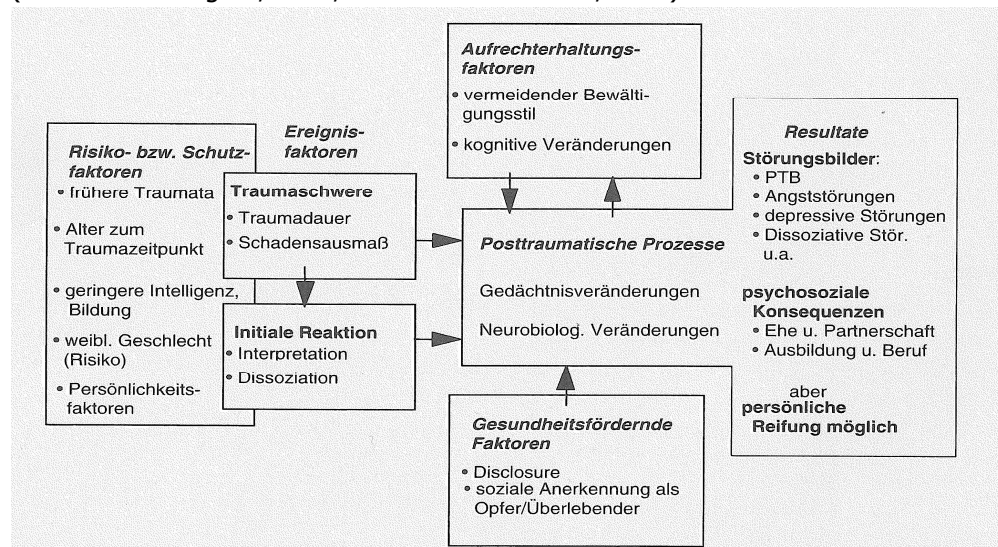 Risiko- bzw. Schutz-
faktoren
• frühere Traumata
• Alter zum
Traumazeitpunkt
• geringere Intelligenz,
Bildung
• weibl. Geschlecht
(Risiko)
• Persönlichkeits-
faktoren
Ereignis-
faktoren
Traumaschwere
• Traumadauer
• Schadensausmaß
Initiale Reaktion
• Interpretation
• Dissoziation
Aufrechterhaltungs-
faktoren
• vermeidender Bewälti-
gungsstil
• kognitive Veränderungen
Posttraumatische Prozesse
Gedächtnisveränderungen
Neurobiolog. Veränderungen
Gesundheitsfördernde
Faktoren
• Disclosure
• soziale Anerkennung als
Opfer/Überlebender
Resultate
Störungsbilder:
• PTB
• Angststörungen
• depressive Störungen
• Dissoziative Stör.
u.a.
psychosoziale
Konsequenzen
• Ehe u. Partnerschaft
• Ausbildung u. Beruf
aber
persönliche
Reifung möglich